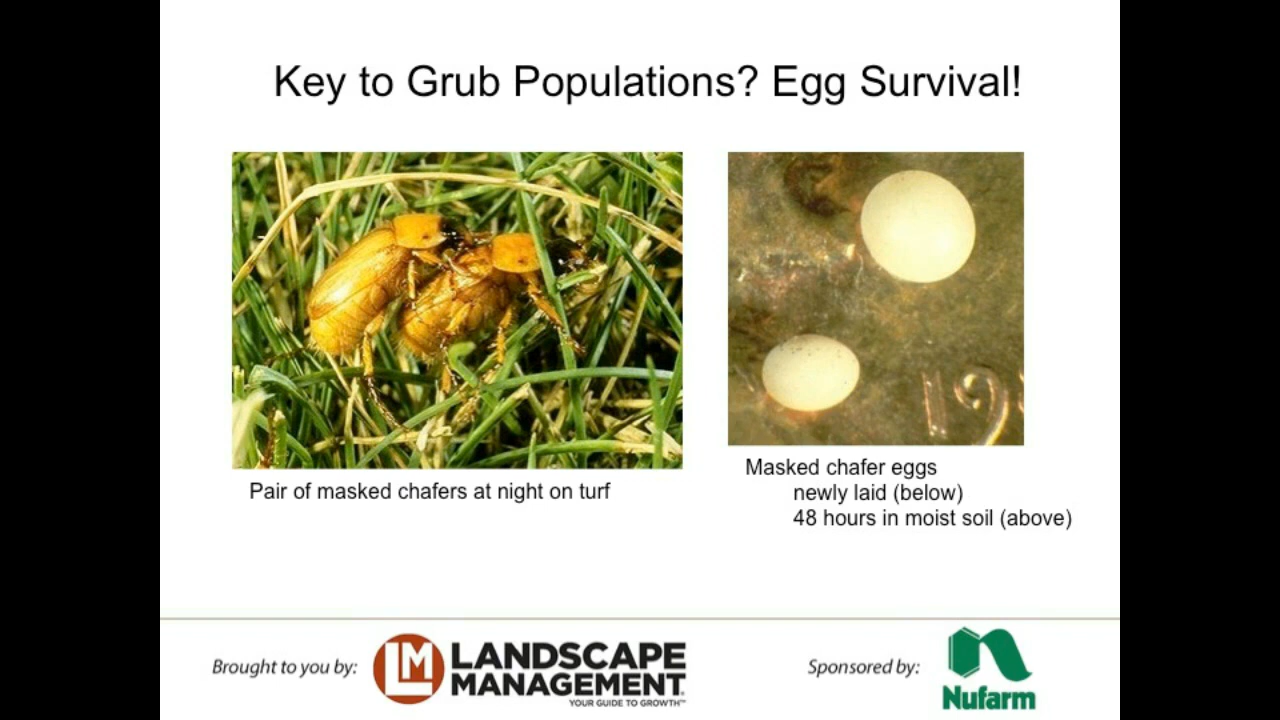 Key to Grub Populations? Egg Survival!
Pair of masked chafers at night on turf
Masked chafer eggs
newly laid (below)
48 hours in moist soil (above)
Brought to you by:
LM
LANDSCAPE
MANAGEMENT
YOUR GUIDE TO GROWTH™
Sponsored by:
Nufarm